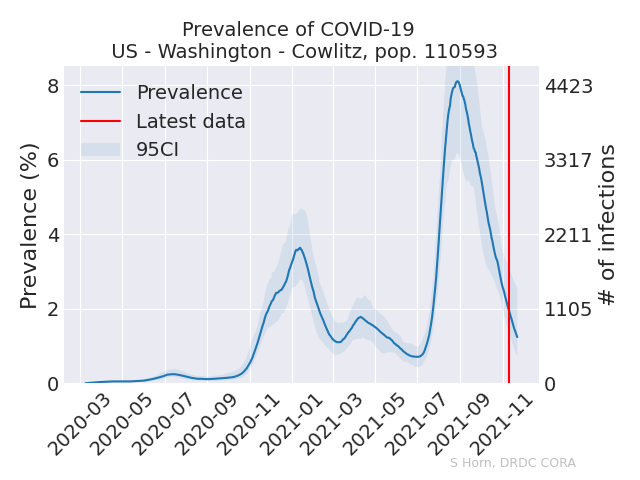 Prevalence of COVID-19
US - Washington - Cowlitz, pop. 110593
Prevalence
Latest data
95CI
Prevalence (%)
8
6
4
2
0
4423
3317
2211
1105
0
# of infections
2020-03
2020-05
2020-07
2020-09
2020-11
2021-01
2021-03
2021-05
2021-07
2021-09
2021-11
S Horn, DRDC CORA